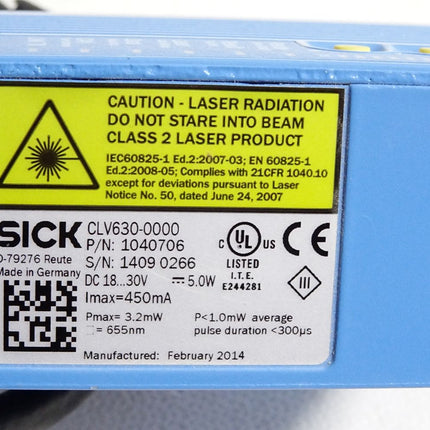 CAUTION - LASER RADIATION
DO NOT STARE INTO BEAM
CLASS 2 LASER PRODUCT
IEC60825-1 Ed.2:2007-03; EN 60825-1
Ed.2:2008-05; Complies with 21CFR 1040.10
except for deviations pursuant to Laser
Notice No. 50, dated June 24, 2007
SICK
D-79276 Reute
Made in Germany
CLV630-0000
P/N: 1040706
S/N: 1409 0266
DC 18...30V ⎓ 5.0W
Imax=450mA
Pmax= 3.2mW
□ = 655nm
P<1.0mW average
pulse duration <300µs
Manufactured: February 2014
C UL US
LISTED
I.T.E.
E244281
CE
III